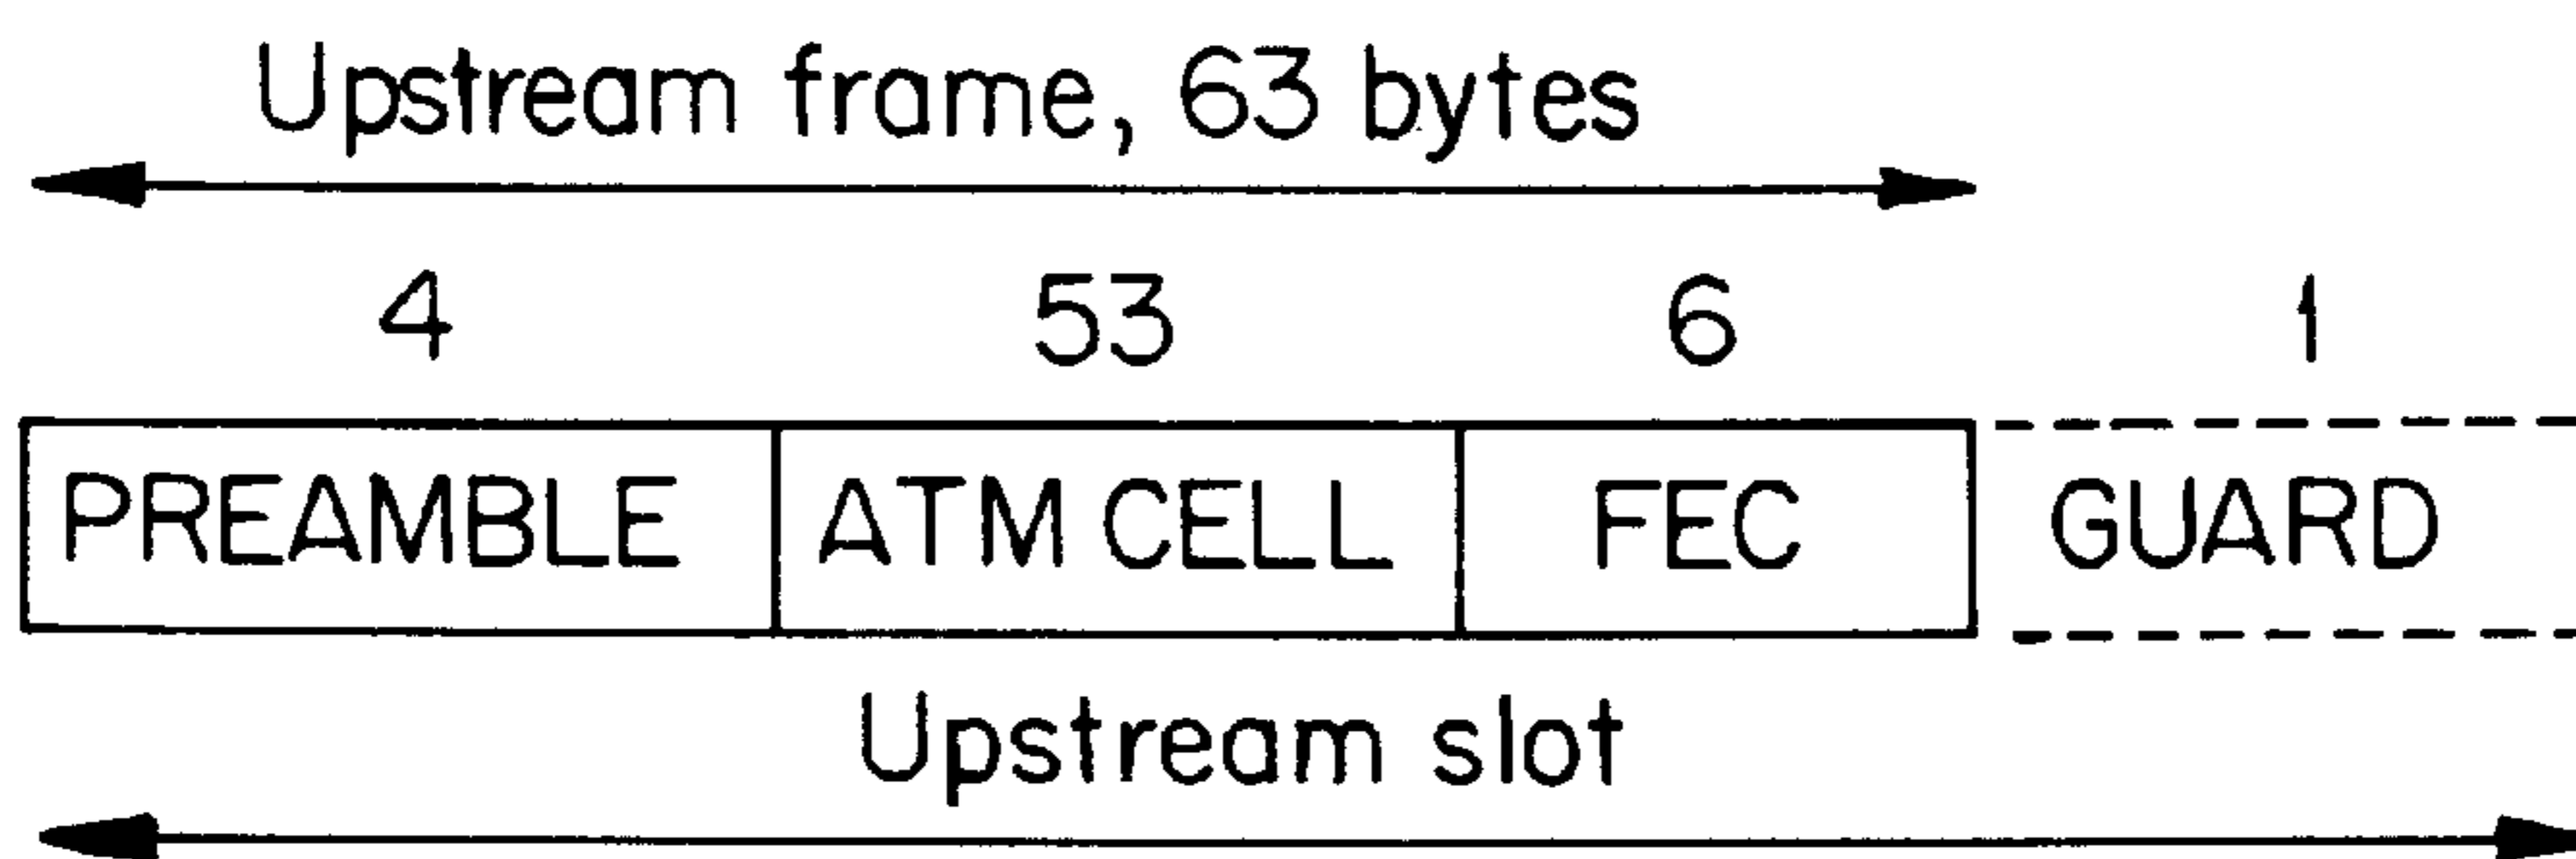 Upstream frame, 63 bytes
4 53 6 1
PREAMBLE ATM CELL FEC GUARD
Upstream slot